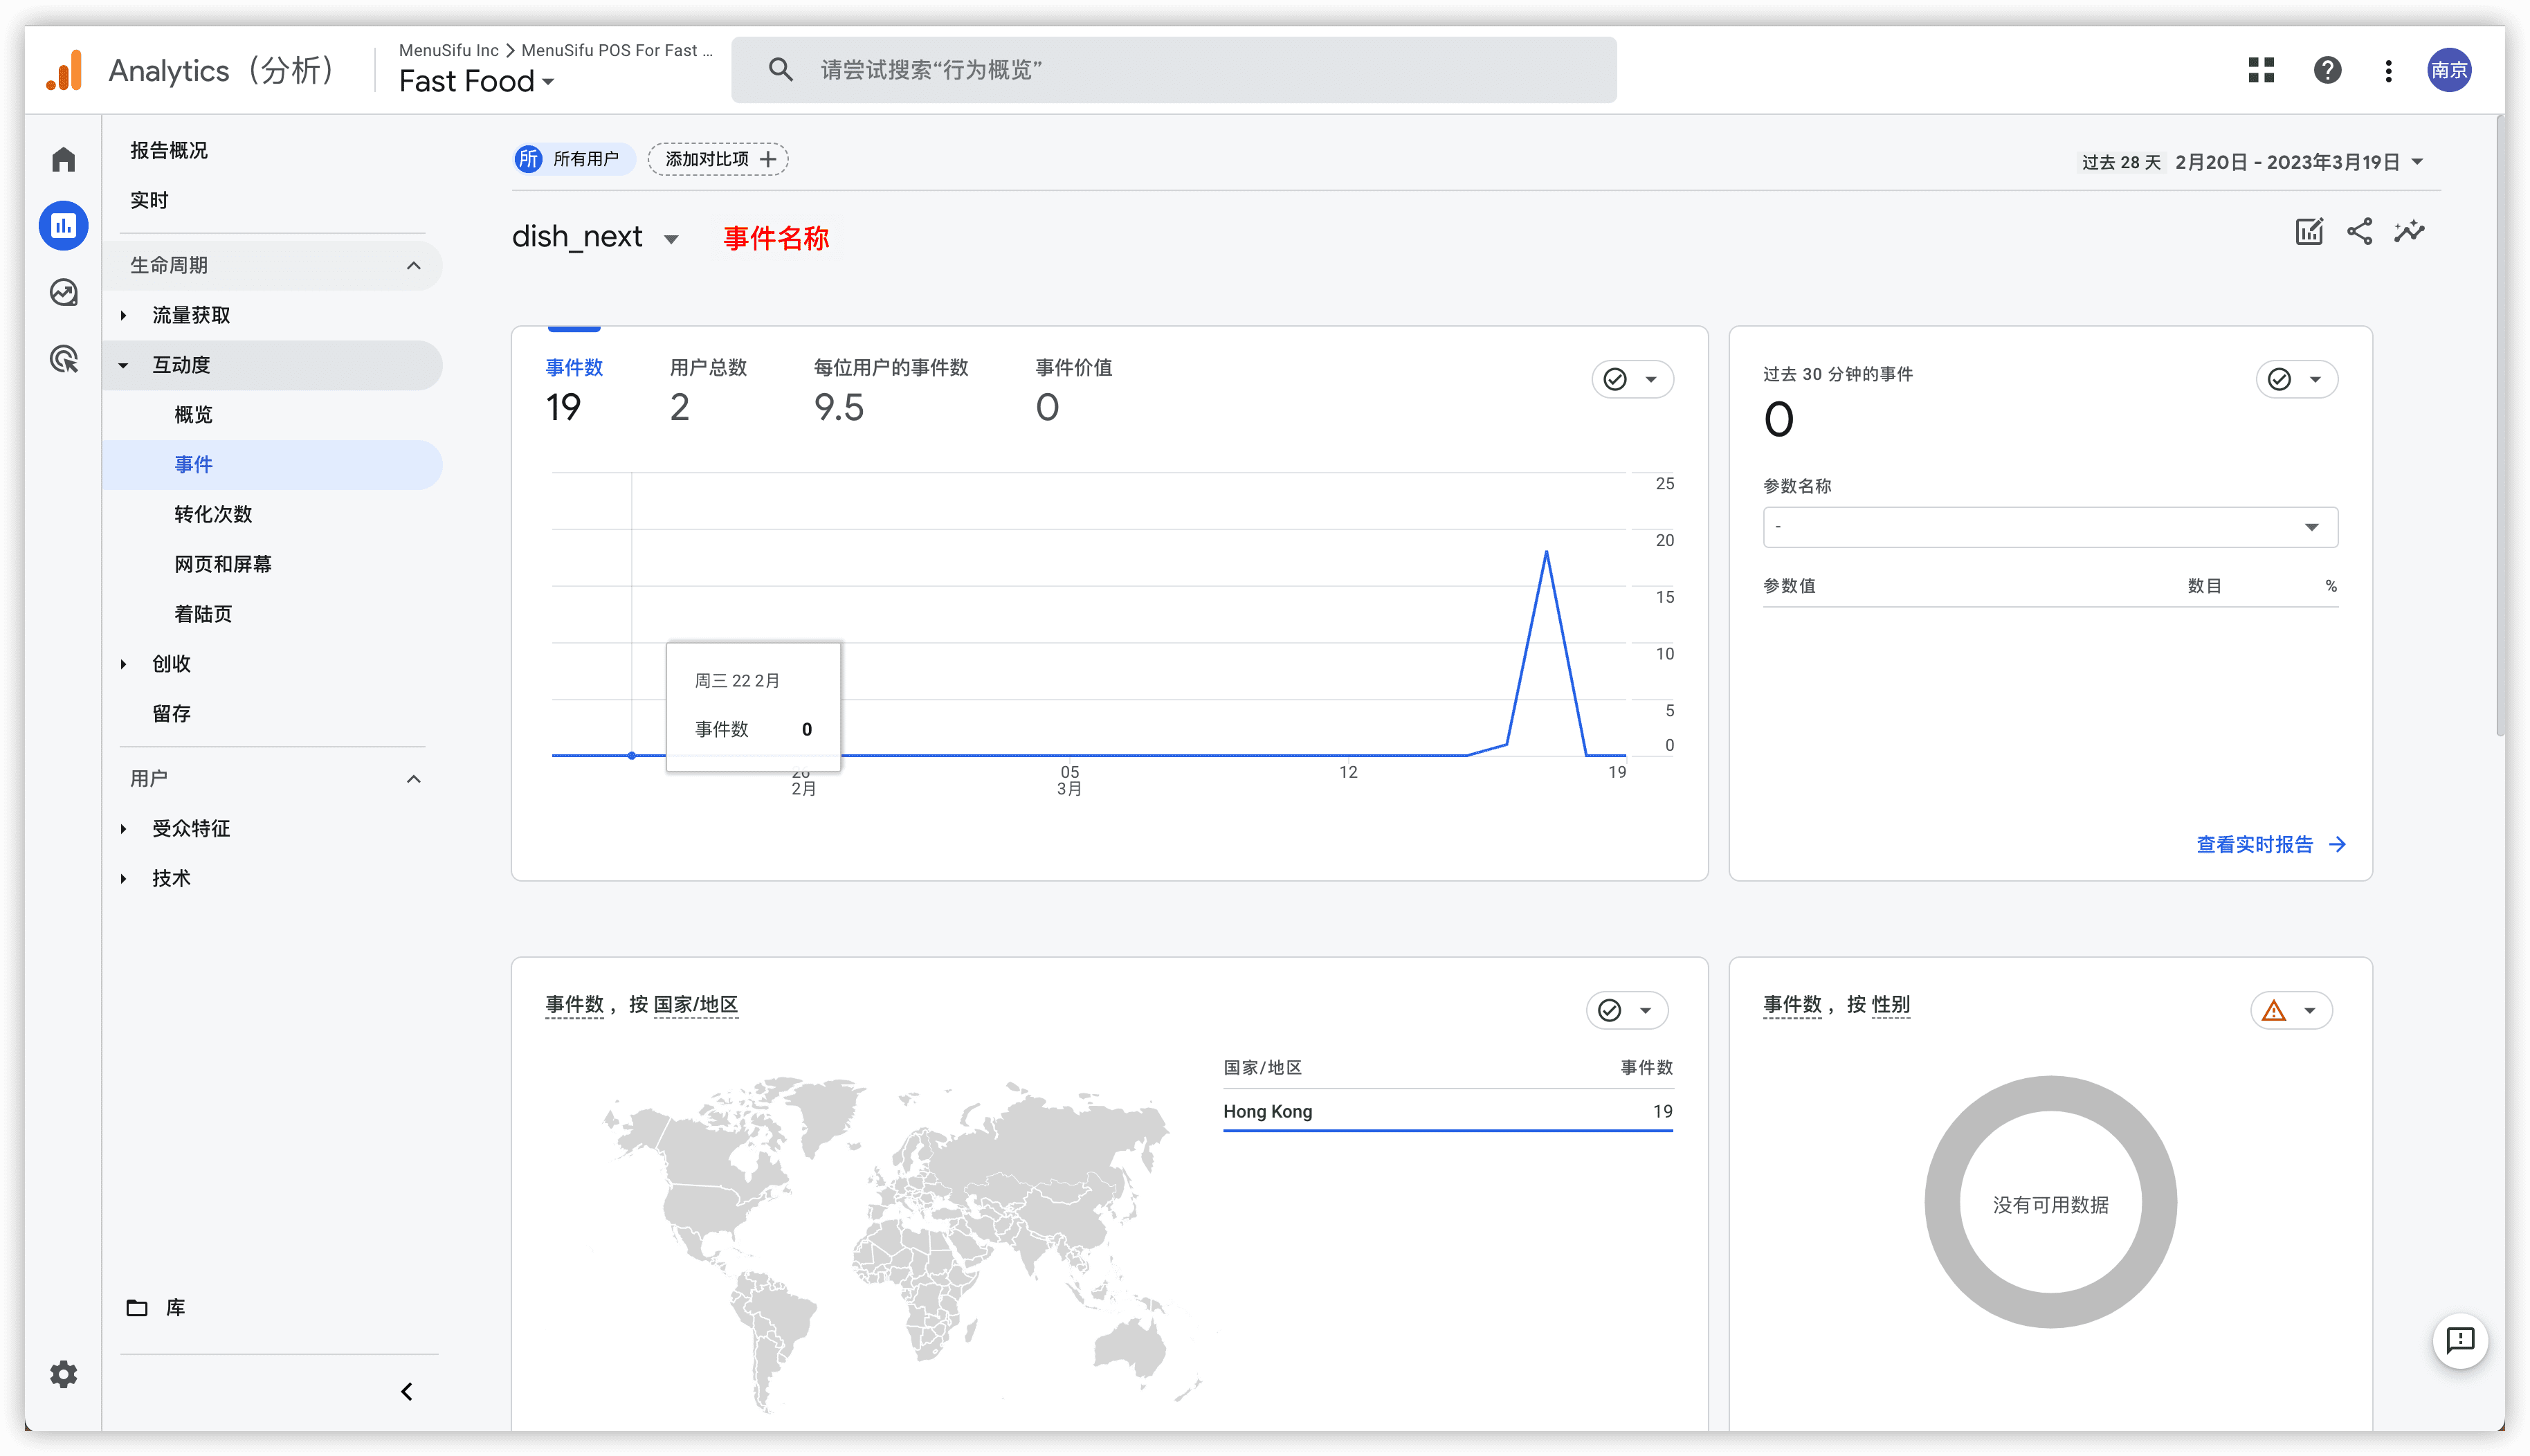 Analytics（分析）
MenuSifu Inc > MenuSifu POS For Fast ...
Fast Food
请尝试搜索“行为概览”
南京
报告概况
实时
生命周期
流量获取
互动度
概览
事件
转化次数
网页和屏幕
着陆页
创收
留存
用户
受众特征
技术
库
所 所有用户
添加对比项 +
过去 28 天 2月20日 - 2023年3月19日
dish_next
事件名称
事件数 用户总数 每位用户的事件数 事件价值
19 2 9.5 0
25
20
15
10
5
0
周三 22 2月
事件数 0
26 05 12 19
2月 3月
过去 30 分钟的事件
0
参数名称
-
参数值 数目 %
查看实时报告
事件数，按 国家/地区
国家/地区 事件数
Hong Kong 19
事件数，按 性别
没有可用数据